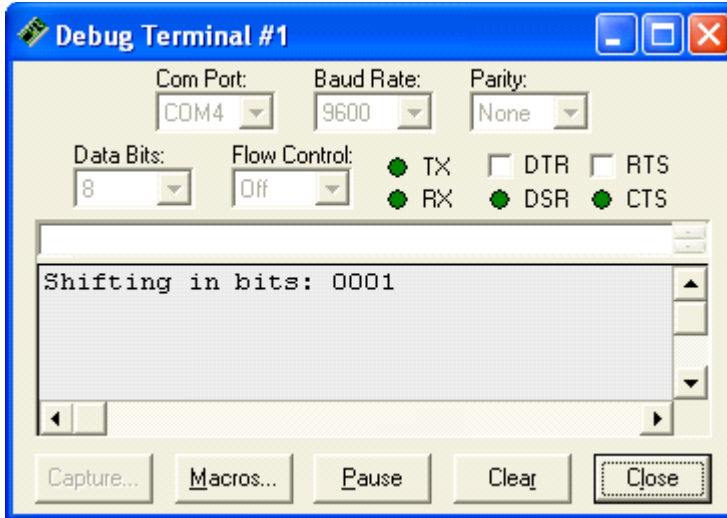 Debug Terminal #1
Com Port: Baud Rate: Parity:
COM4 9600 None
Data Bits: Flow Control: TX DTR RTS
8 Off RX DSR CTS
Shifting in bits: 0001
Capture... Macros... Pause Clear Close